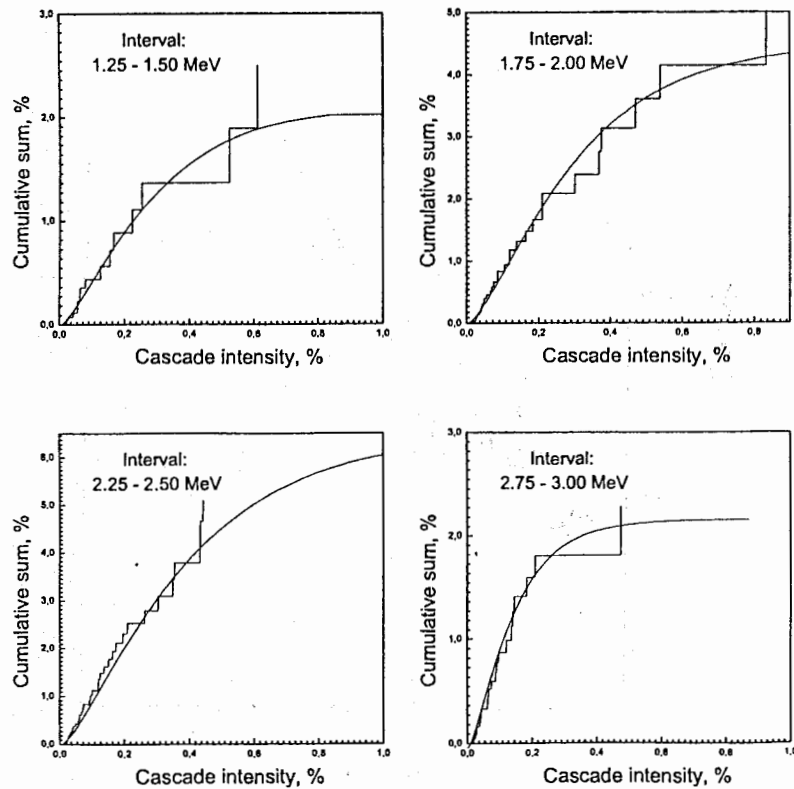 3,0
Interval:
1.25 - 1.50 MeV
2,0
Cumulative sum, %
1,0
0,0
0,0 0,2 0,4 0,6 0,8 1,0
Cascade intensity, %
5,0
Interval:
1.75 - 2.00 MeV
4,0
3,0
Cumulative sum, %
2,0
1,0
0,0
0,0 0,2 0,4 0,6 0,8
Cascade intensity, %
Interval:
2.25 - 2.50 MeV
6,0
5,0
4,0
Cumulative sum, %
3,0
2,0
1,0
0,0
0,0 0,2 0,4 0,6 0,8 1,0
Cascade intensity, %
3,0
Interval:
2.75 - 3.00 MeV
2,0
Cumulative sum, %
1,0
0,0
0,0 0,2 0,4 0,6 0,8 1,0
Cascade intensity, %